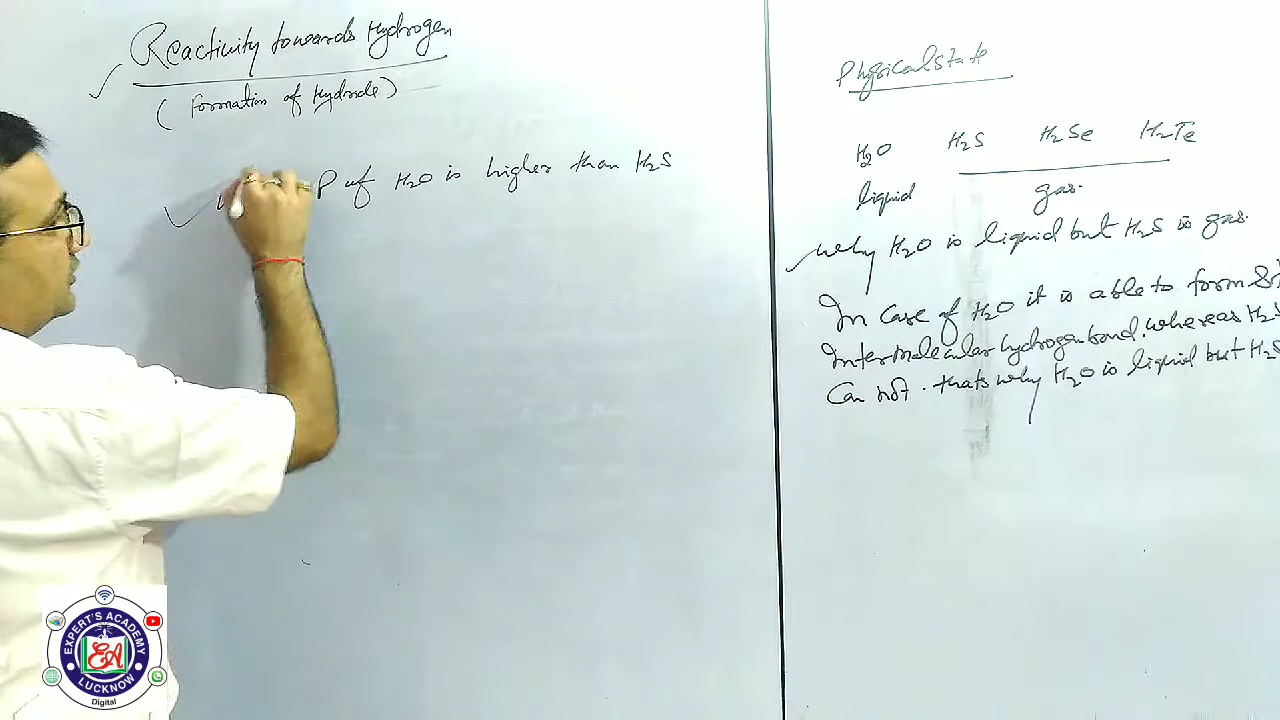 Reactivity towards Hydrogen
(Formation of Hydride)
P of H2O is higher than H2S
Physical State
H2O H2S H2Se H2Te
liquid gas.
Why H2O is liquid but H2S is gas.
In case of H2O it is able to form
Intermolecular hydrogen bond. whereas H2S
Can not. thats why H2O is liquid but H2S
EXPERT'S ACADEMY
EA
LUCKNOW
Digital